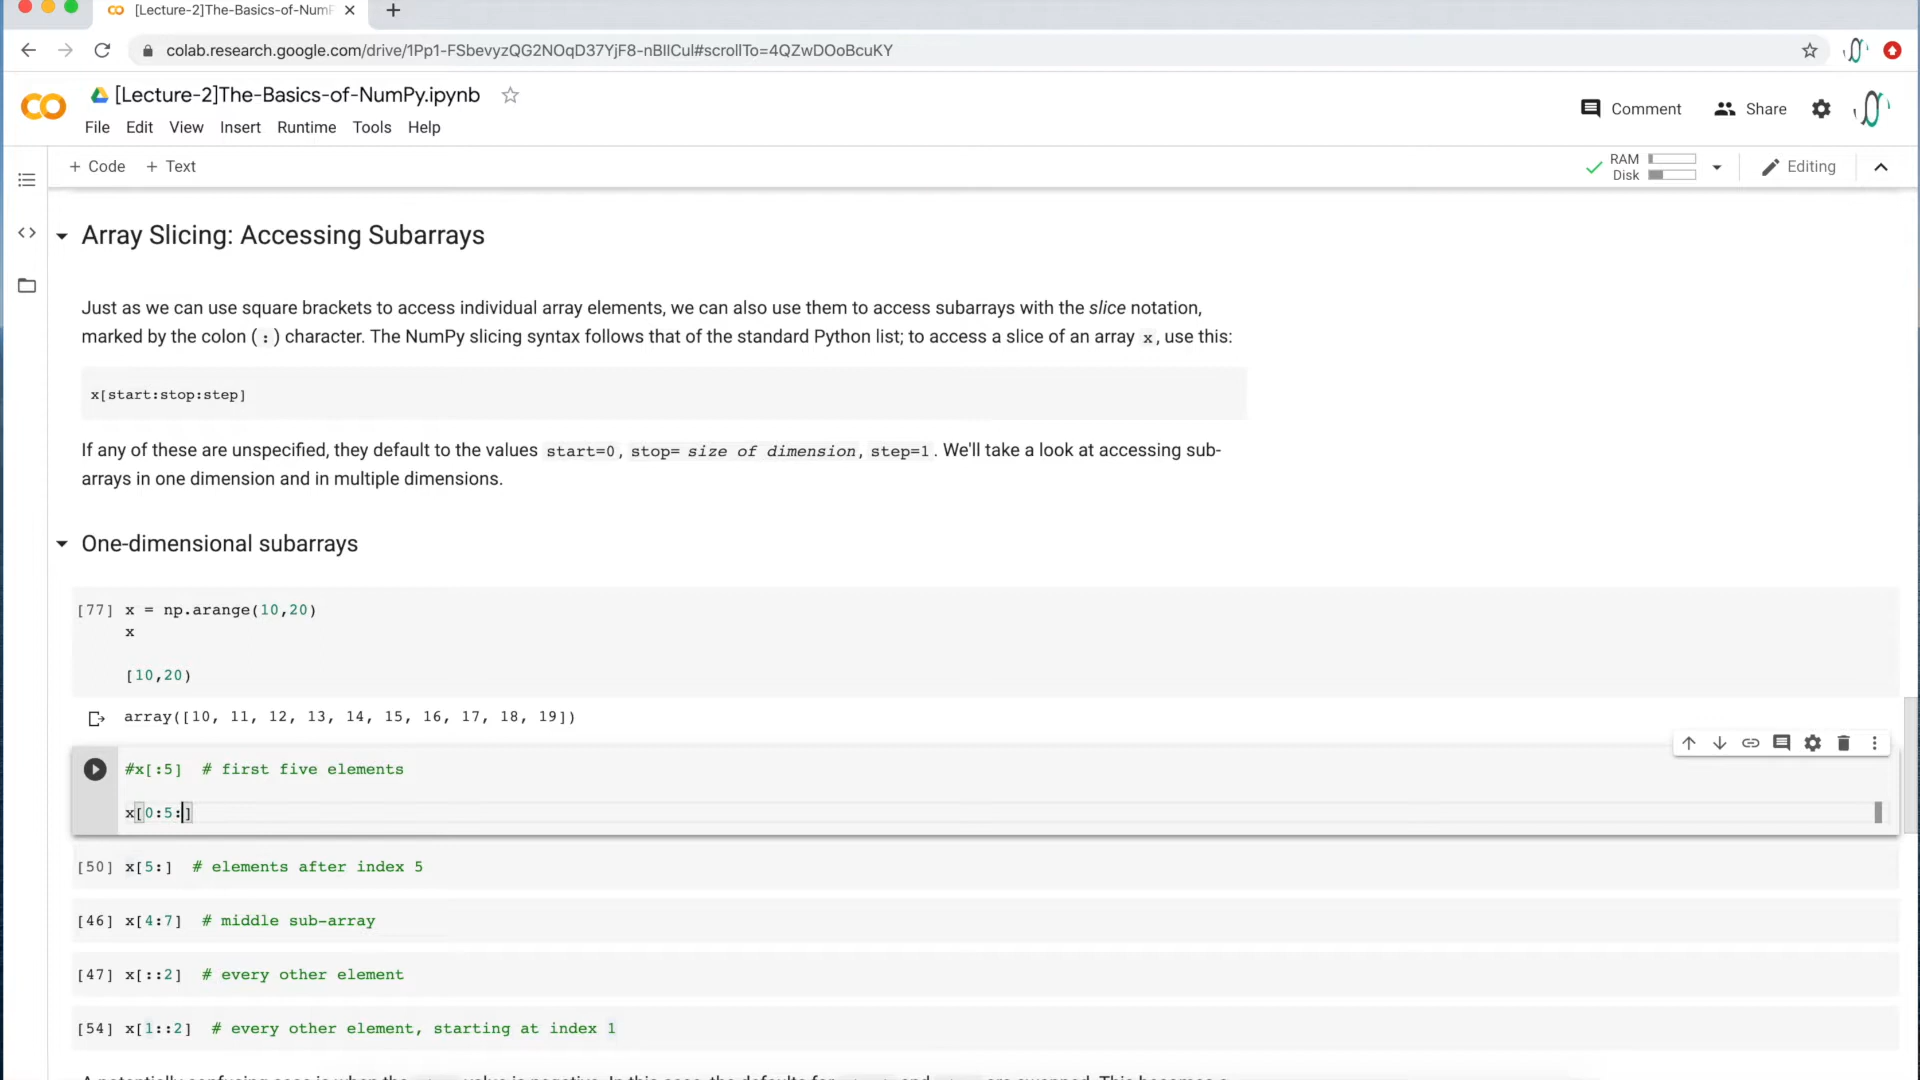 [Lecture-2]The-Basics-of-NumP
colab.research.google.com/drive/1Pp1-FSbevyzQG2NOqD37YjF8-nBIlCul#scrollTo=4QZwDOoBcuKY
[Lecture-2]The-Basics-of-NumPy.ipynb
Comment Share
File Edit View Insert Runtime Tools Help
+ Code + Text
RAM
Disk
Editing
Array Slicing: Accessing Subarrays
Just as we can use square brackets to access individual array elements, we can also use them to access subarrays with the slice notation,
marked by the colon (:) character. The NumPy slicing syntax follows that of the standard Python list; to access a slice of an array x, use this:
x[start:stop:step]
If any of these are unspecified, they default to the values start=0, stop= size of dimension, step=1. We'll take a look at accessing sub-
arrays in one dimension and in multiple dimensions.
One-dimensional subarrays
[77] x = np.arange(10,20)
x
[10,20)
array([10, 11, 12, 13, 14, 15, 16, 17, 18, 19])
#x[:5]  # first five elements
x[0:5:]
[50] x[5:]  # elements after index 5
[46] x[4:7]  # middle sub-array
[47] x[::2]  # every other element
[54] x[1::2]  # every other element, starting at index 1